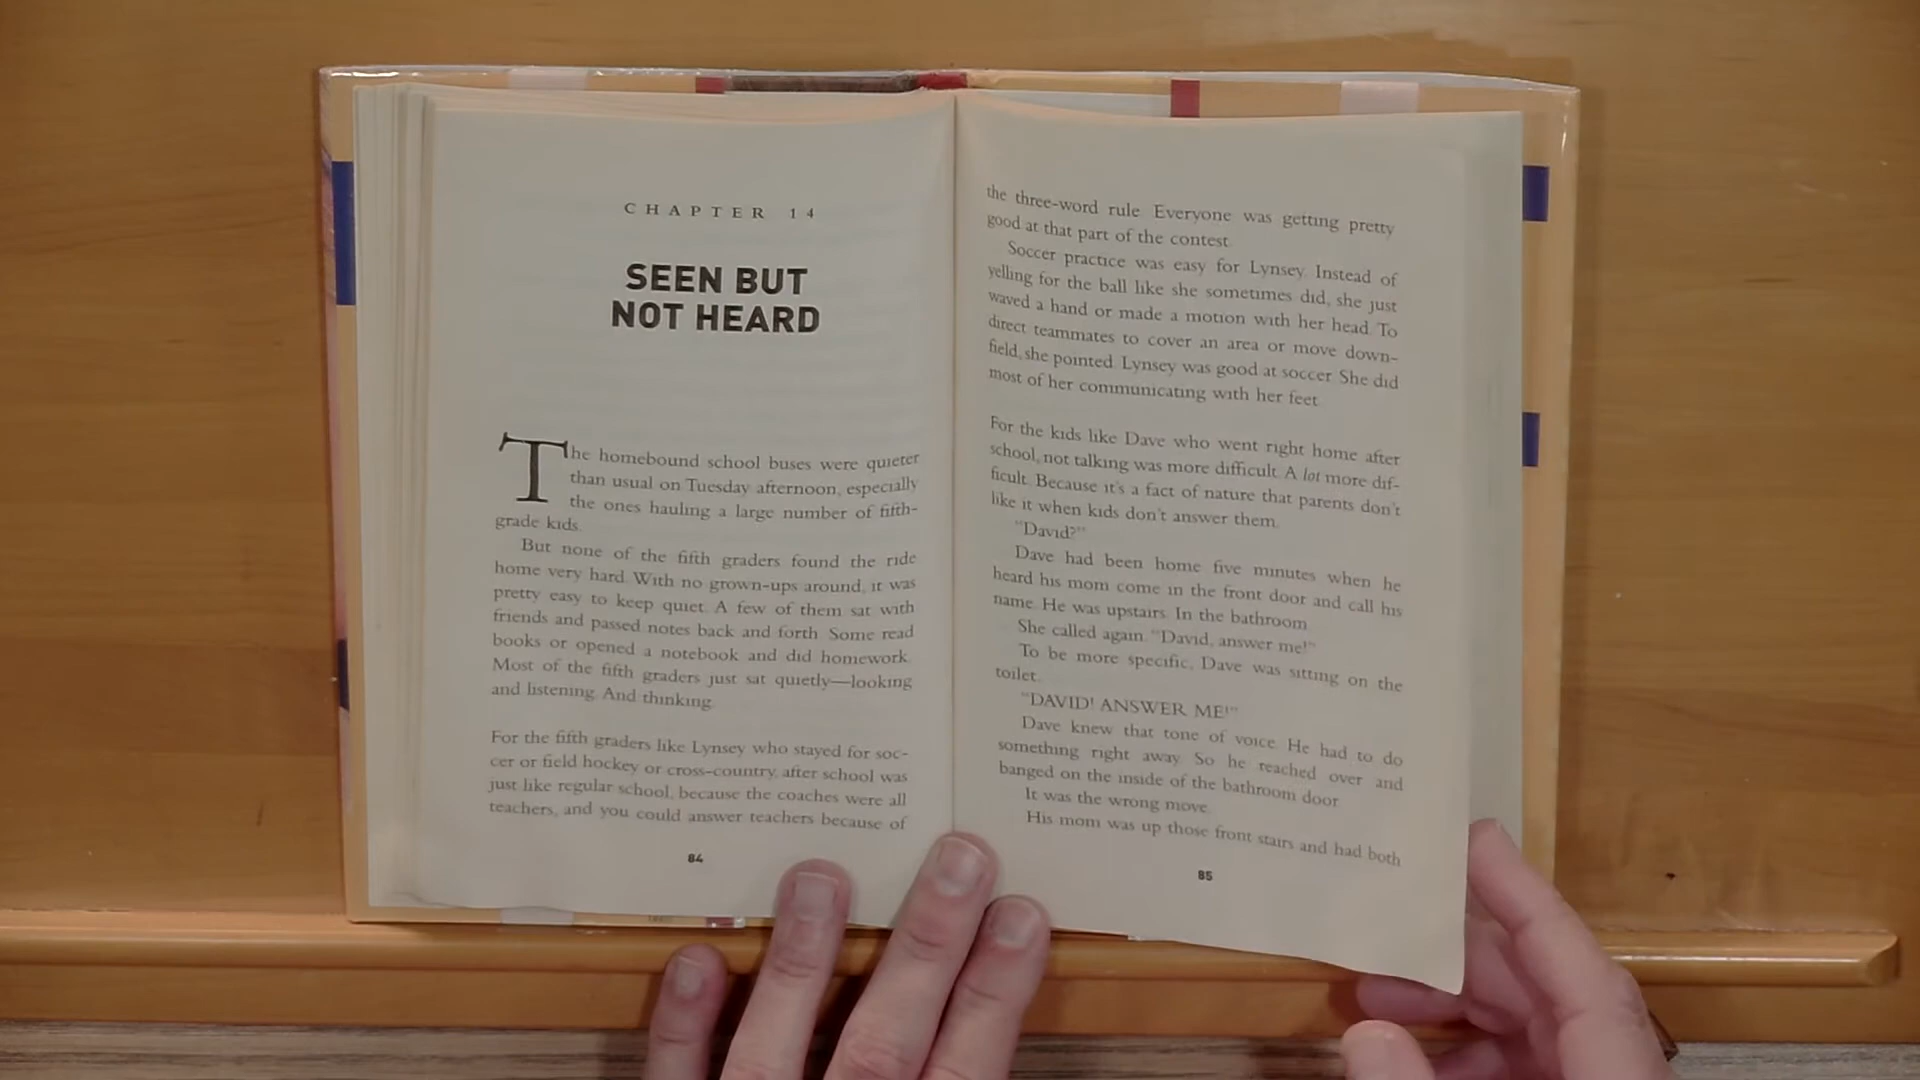 CHAPTER 14
SEEN BUT
NOT HEARD
The homebound school buses were quieter
than usual on Tuesday afternoon, especially
the ones hauling a large number of fifth-
grade kids.
But none of the fifth graders found the ride
home very hard. With no grown-ups around, it was
pretty easy to keep quiet. A few of them sat with
friends and passed notes back and forth. Some read
books or opened a notebook and did homework.
Most of the fifth graders just sat quietly—looking
and listening. And thinking.
For the fifth graders like Lynsey who stayed for soc-
cer or field hockey or cross-country, after school was
just like regular school, because the coaches were all
teachers, and you could answer teachers because of
84
the three-word rule. Everyone was getting pretty
good at that part of the contest.
Soccer practice was easy for Lynsey. Instead of
yelling for the ball like she sometimes did, she just
waved a hand or made a motion with her head. To
direct teammates to cover an area or move down-
field, she pointed. Lynsey was good at soccer. She did
most of her communicating with her feet.
For the kids like Dave who went right home after
school, not talking was more difficult. A lot more dif-
ficult. Because it's a fact of nature that parents don't
like it when kids don't answer them.
"David?"
Dave had been home five minutes when he
heard his mom come in the front door and call his
name. He was upstairs. In the bathroom.
She called again. "David, answer me!"
To be more specific, Dave was sitting on the
toilet.
"DAVID! ANSWER ME!"
Dave knew that tone of voice. He had to do
something right away. So he reached over and
banged on the inside of the bathroom door.
It was the wrong move.
His mom was up those front stairs and had both
85